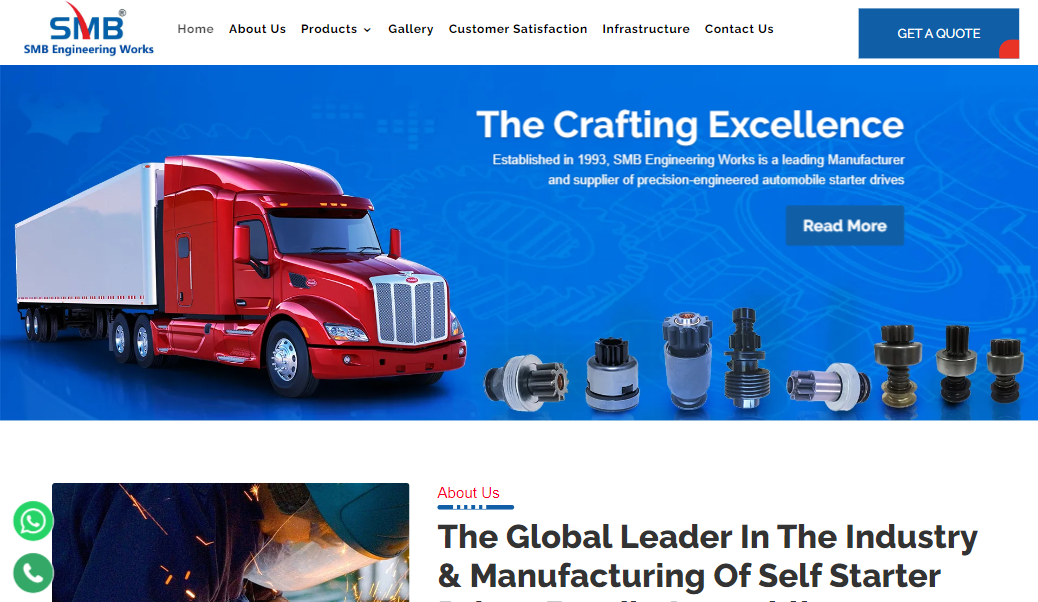 SMB®
SMB Engineering Works
Home About Us Products Gallery Customer Satisfaction Infrastructure Contact Us
GET A QUOTE
The Crafting Excellence
Established in 1993, SMB Engineering Works is a leading Manufacturer
and supplier of precision-engineered automobile starter drives
Read More
About Us
The Global Leader In The Industry
& Manufacturing Of Self Starter